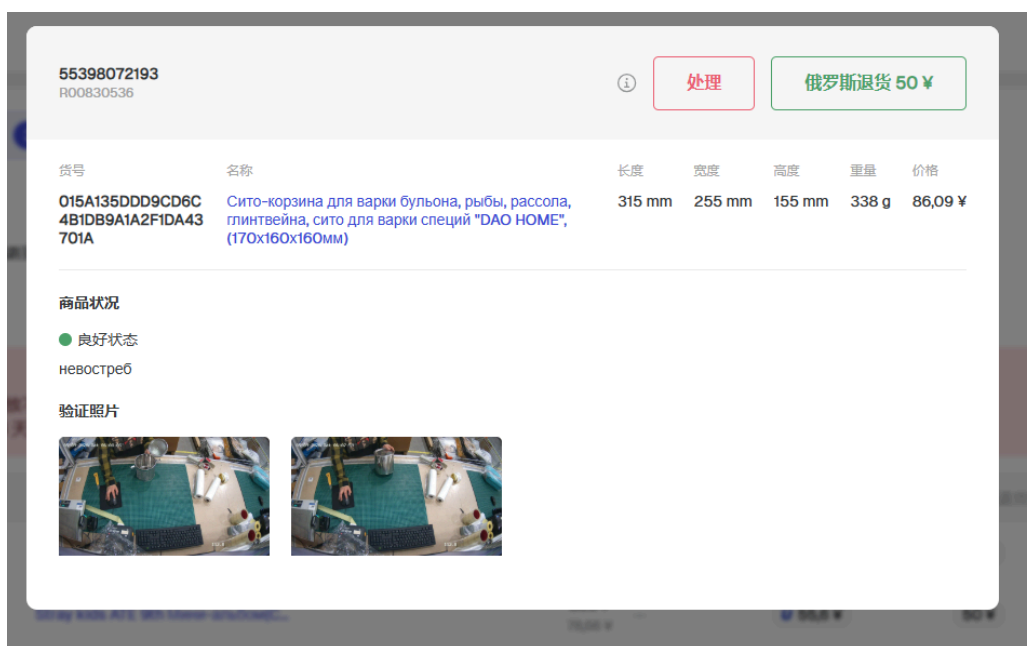 55398072193
R00830536
处理
俄罗斯退货 50 ¥
货号
名称
长度
宽度
高度
重量
价格
015A135DDD9CD6C
4B1DB9A1A2F1DA43
701A
Сито-корзина для варки бульона, рыбы, рассола,
глинтвейна, сито для варки специй "DAO HOME",
(170х160х160мм)
315 mm
255 mm
155 mm
338 g
86,09 ¥
商品状况
良好状态
невостреб
验证照片
50 ¥